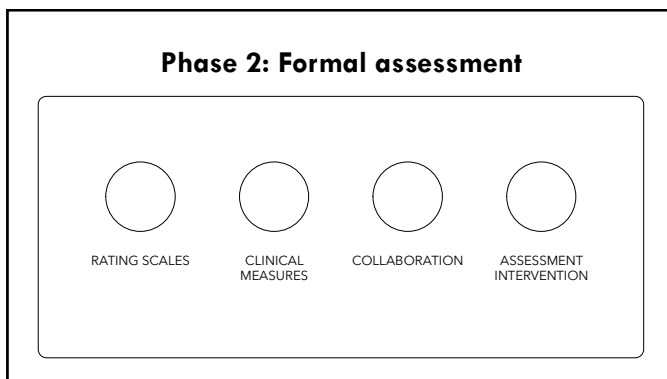 Phase 2: Formal assessment
RATING SCALES
CLINICAL
MEASURES
COLLABORATION
ASSESSMENT
INTERVENTION